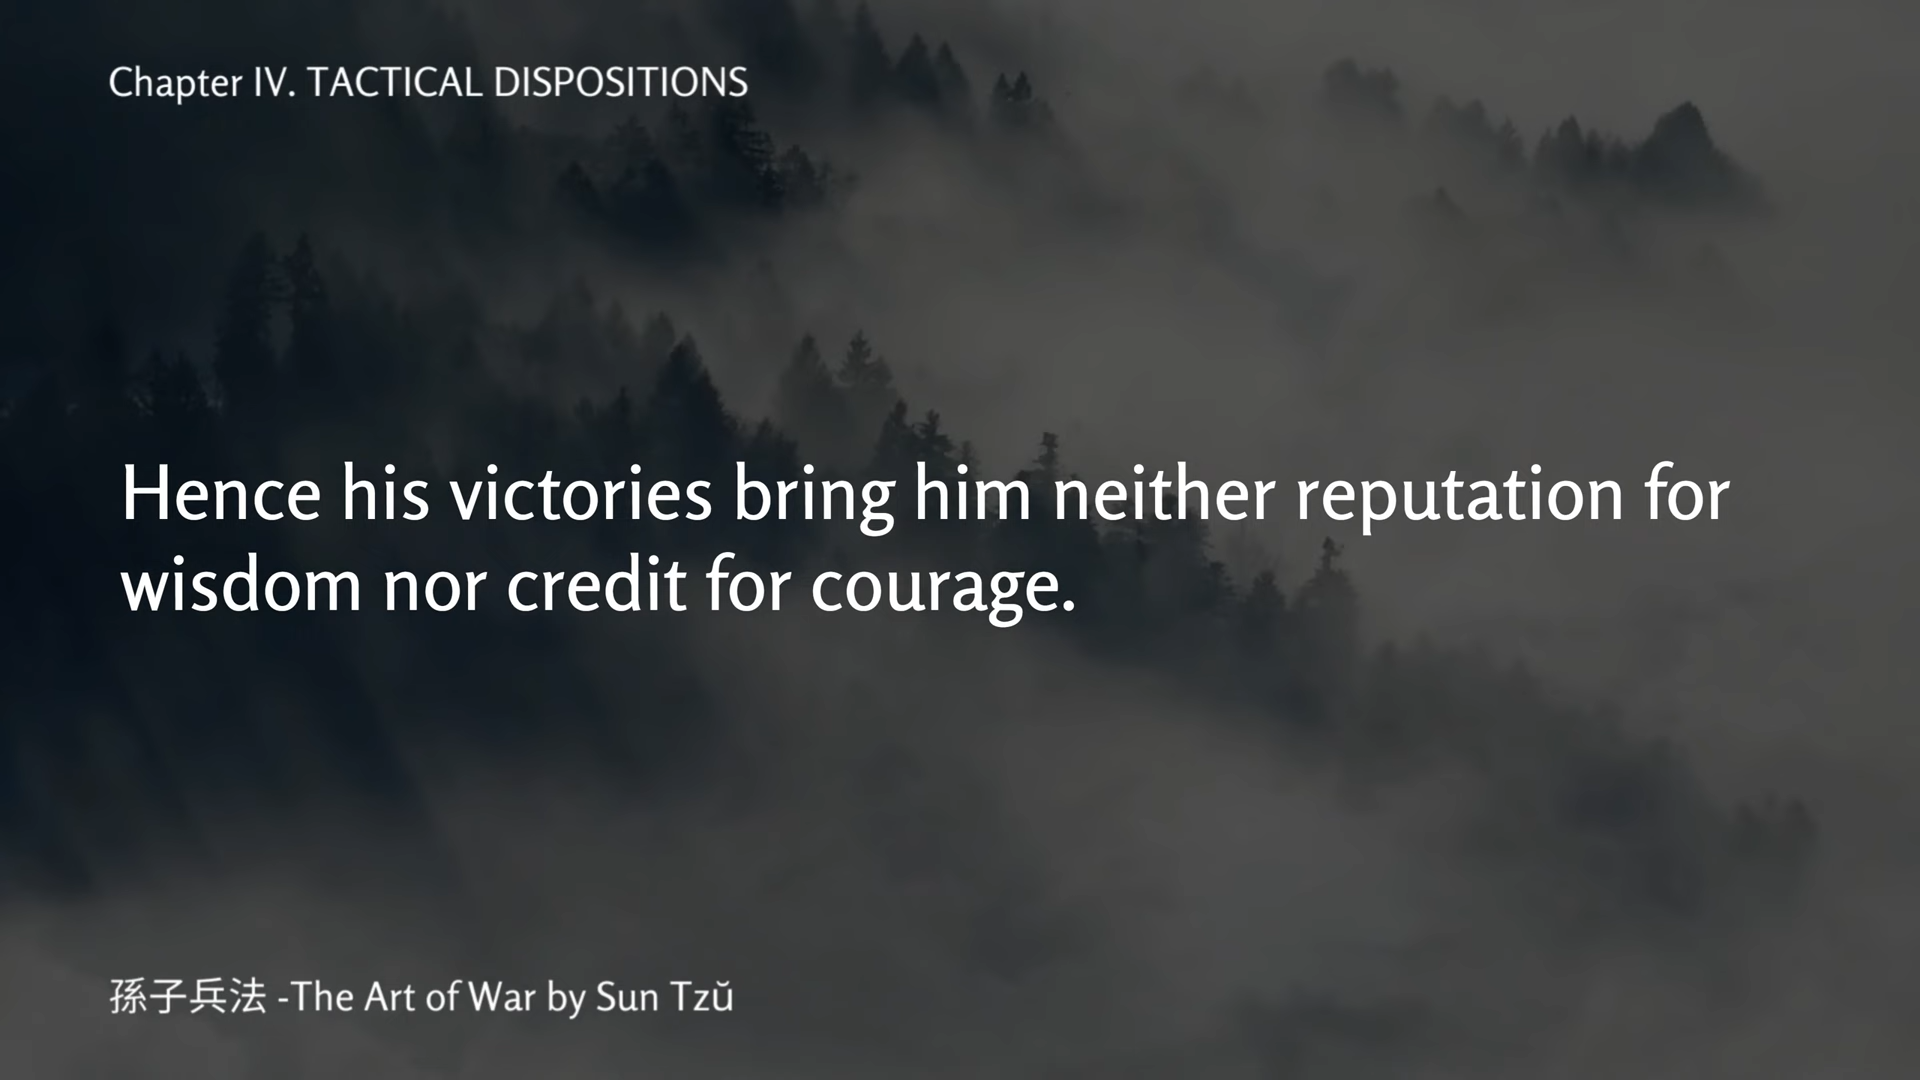 Chapter IV. TACTICAL DISPOSITIONS
Hence his victories bring him neither reputation for
wisdom nor credit for courage.
孫子兵法 -The Art of War by Sun Tzŭ